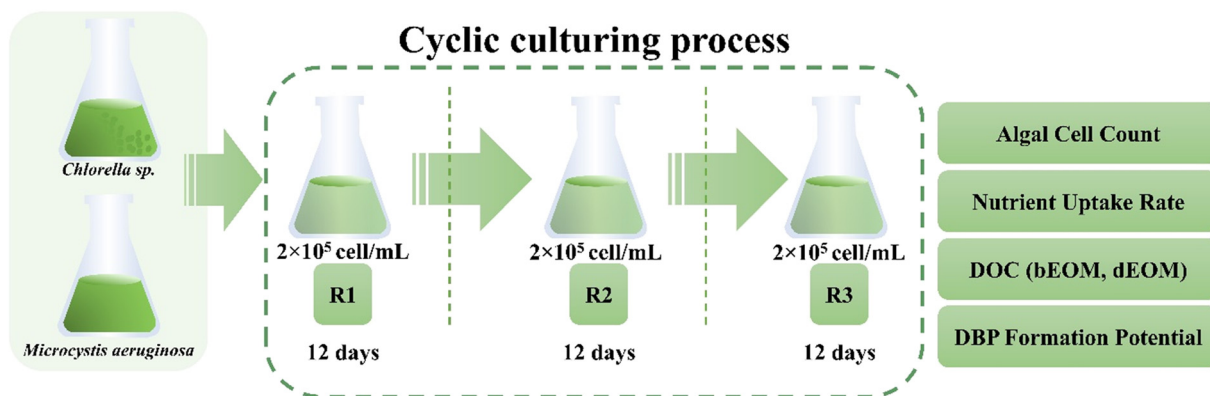 Cyclic culturing process
Chlorella sp.
Microcystis aeruginosa
2×10⁵ cell/mL
R1
12 days
2×10⁵ cell/mL
R2
12 days
2×10⁵ cell/mL
R3
12 days
Algal Cell Count
Nutrient Uptake Rate
DOC (bEOM, dEOM)
DBP Formation Potential